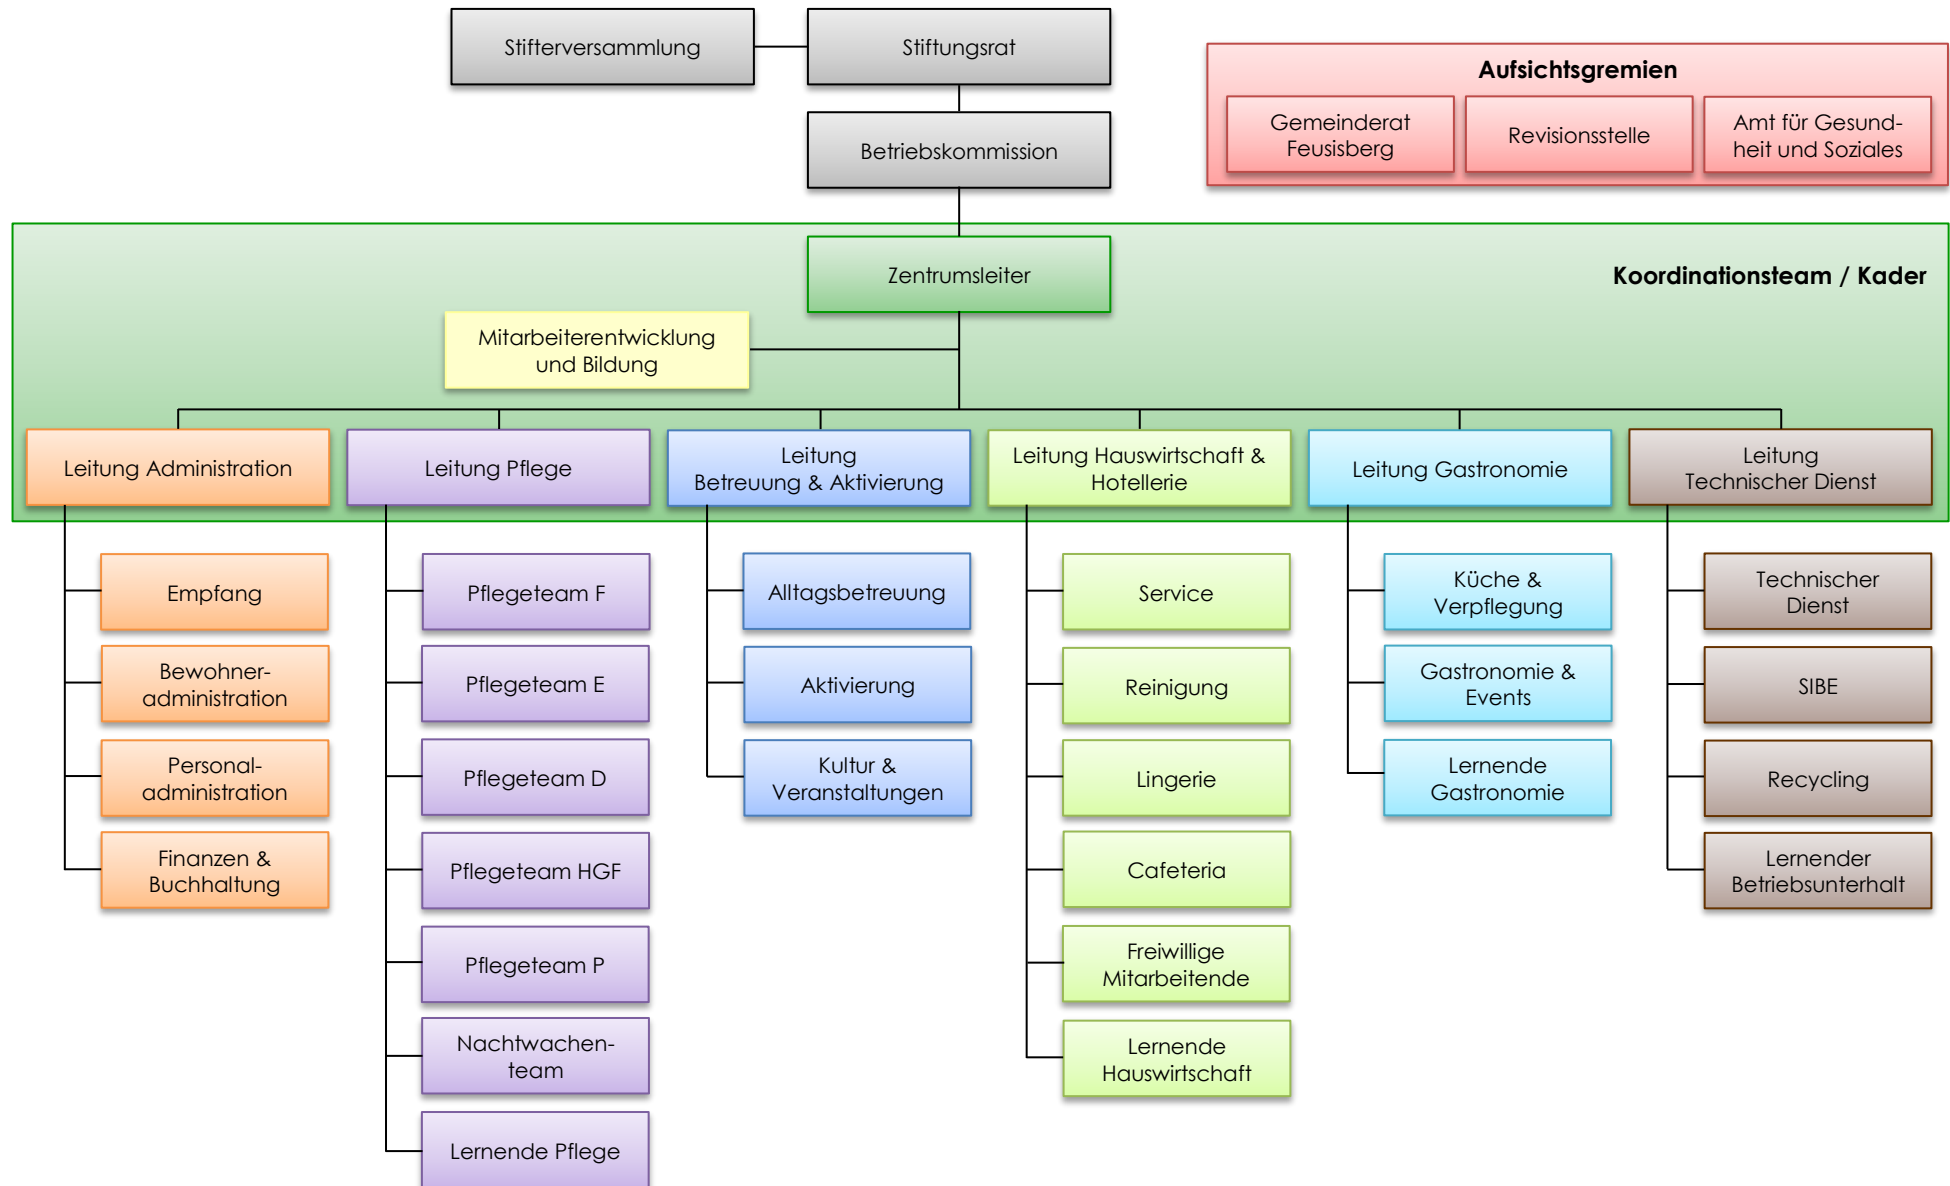 Stifterversammlung
Stiftungsrat
Betriebskommission
Aufsichtsgremien
Gemeinderat
Feusisberg
Revisionsstelle
Amt für Gesund-
heit und Soziales
Zentrumsleiter
Koordinationsteam / Kader
Mitarbeiterentwicklung
und Bildung
Leitung Administration
Leitung Pflege
Leitung
Betreuung & Aktivierung
Leitung Hauswirtschaft &
Hotellerie
Leitung Gastronomie
Leitung
Technischer Dienst
Empfang
Bewohner-
administration
Personal-
administration
Finanzen &
Buchhaltung
Pflegeteam F
Pflegeteam E
Pflegeteam D
Pflegeteam HGF
Pflegeteam P
Nachtwachen-
team
Lernende Pflege
Alltagsbetreuung
Aktivierung
Kultur &
Veranstaltungen
Service
Reinigung
Lingerie
Cafeteria
Freiwillige
Mitarbeitende
Lernende
Hauswirtschaft
Küche &
Verpflegung
Gastronomie &
Events
Lernende
Gastronomie
Technischer
Dienst
SIBE
Recycling
Lernender
Betriebsunterhalt